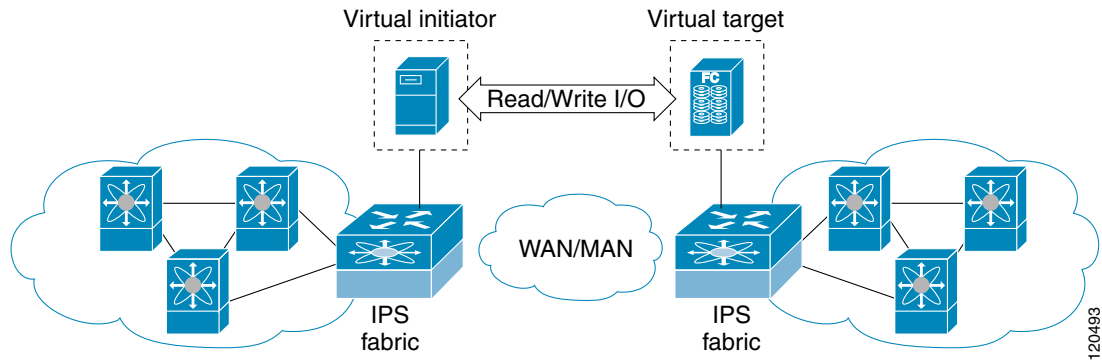 Virtual initiator
Virtual target
FC
Read/Write I/O
WAN/MAN
IPS
fabric
IPS
fabric
120493